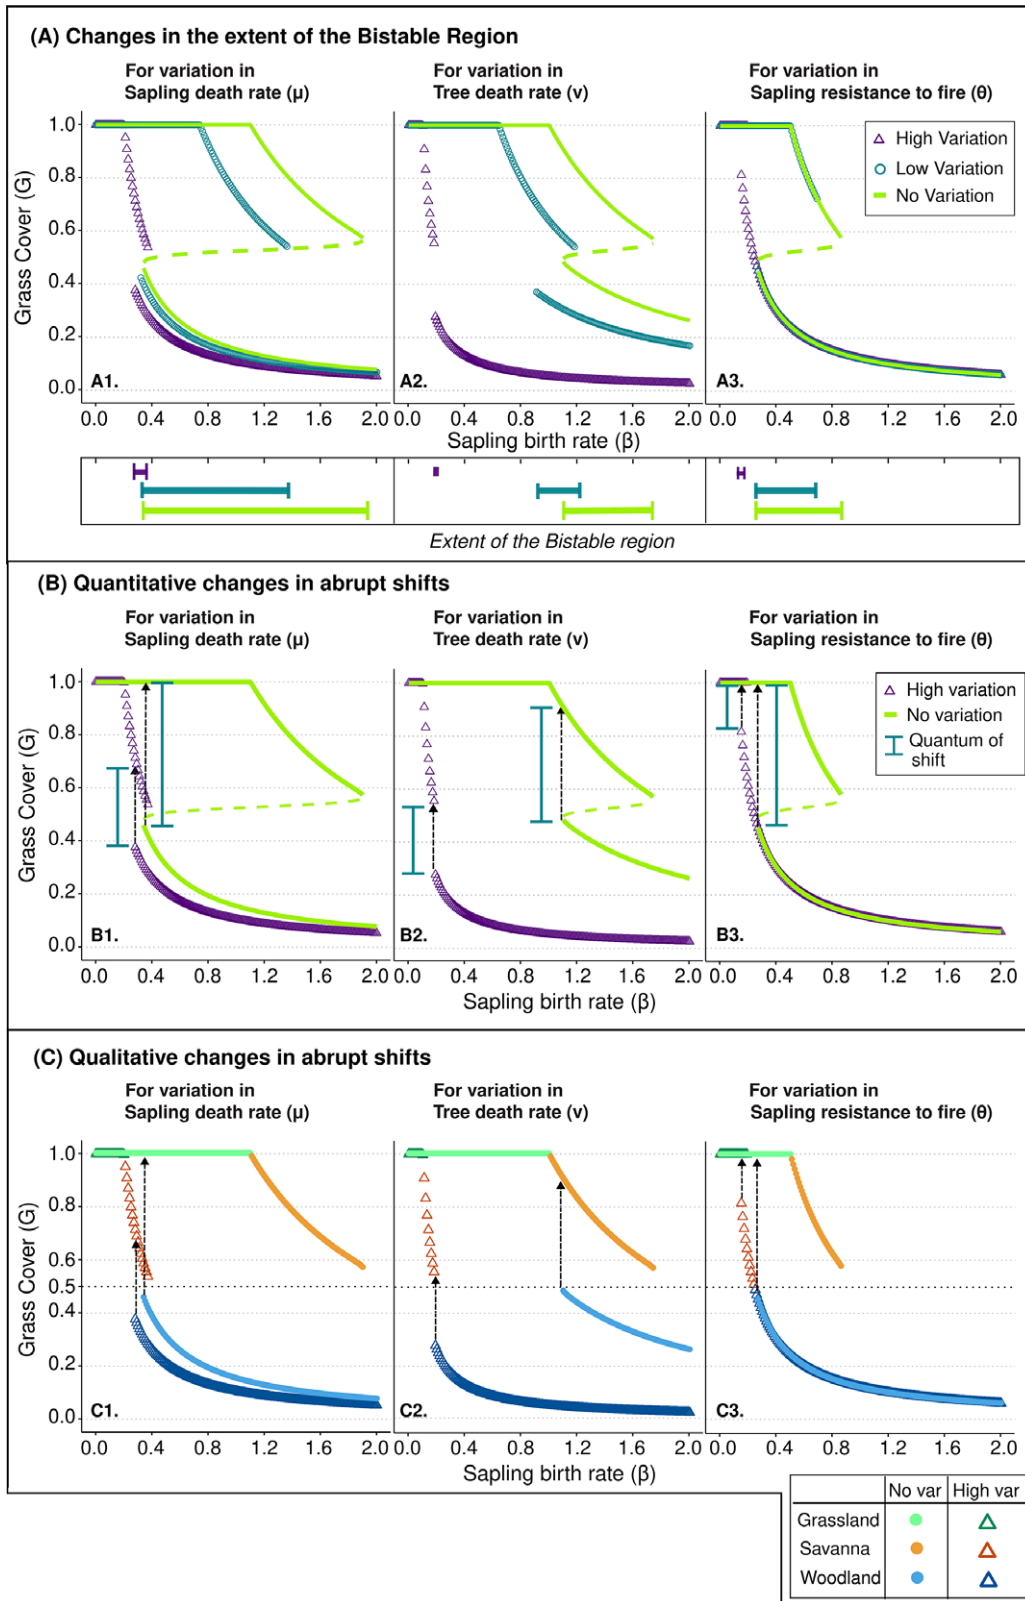 (A) Changes in the extent of the Bistable Region
For variation in
Sapling death rate (μ)
For variation in
Tree death rate (v)
For variation in
Sapling resistance to fire (θ)
High Variation
Low Variation
No Variation
Grass Cover (G)
1.0
0.8
0.6
0.4
0.2
0.0
A1.
A2.
A3.
0.0 0.4 0.8 1.2 1.6 2.0
0.0 0.4 0.8 1.2 1.6 2.0
0.0 0.4 0.8 1.2 1.6 2.0
Sapling birth rate (β)
Extent of the Bistable region
(B) Quantitative changes in abrupt shifts
For variation in
Sapling death rate (μ)
For variation in
Tree death rate (v)
For variation in
Sapling resistance to fire (θ)
High variation
No variation
Quantum of
shift
Grass Cover (G)
1.0
0.8
0.6
0.4
0.2
0.0
B1.
B2.
B3.
0.0 0.4 0.8 1.2 1.6 2.0
0.0 0.4 0.8 1.2 1.6 2.0
0.0 0.4 0.8 1.2 1.6 2.0
Sapling birth rate (β)
(C) Qualitative changes in abrupt shifts
For variation in
Sapling death rate (μ)
For variation in
Tree death rate (v)
For variation in
Sapling resistance to fire (θ)
Grass Cover (G)
1.0
0.8
0.6
0.5
0.4
0.2
0.0
C1.
C2.
C3.
0.0 0.4 0.8 1.2 1.6 2.0
0.0 0.4 0.8 1.2 1.6 2.0
0.0 0.4 0.8 1.2 1.6 2.0
Sapling birth rate (β)
No var High var
Grassland
Savanna
Woodland